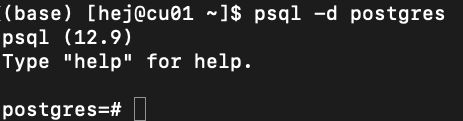 (base) [hej@cu01 ~]$ psql -d postgres
psql (12.9)
Type "help" for help.

postgres=#